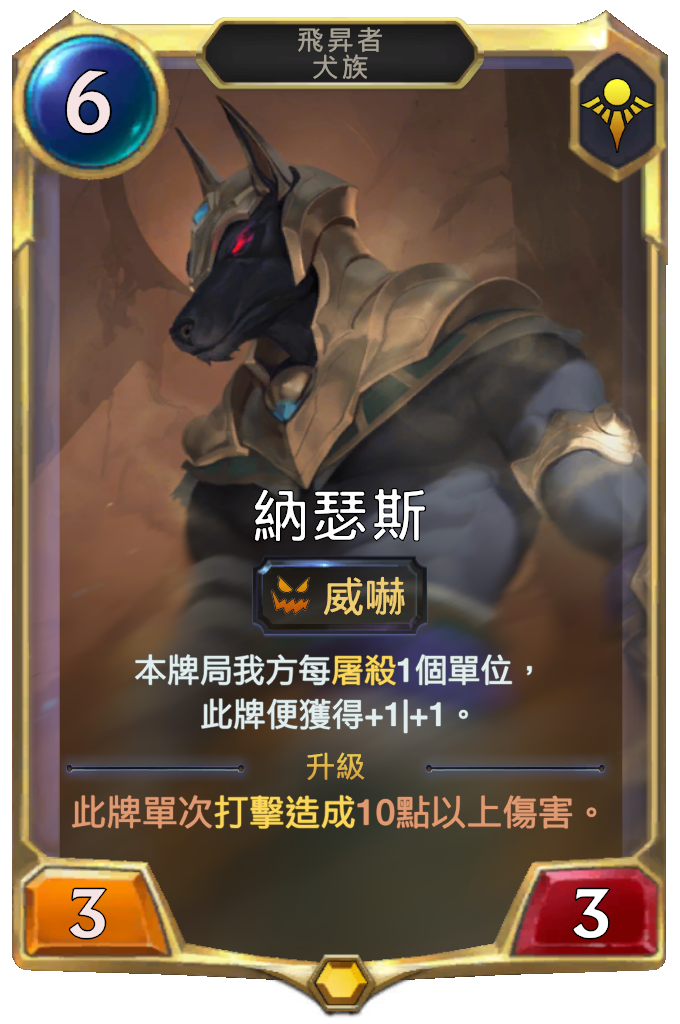 飛昇者
犬族
6
納瑟斯
威嚇
本牌局我方每屠殺1個單位，
此牌便獲得+1|+1。
升級
此牌單次打擊造成10點以上傷害。
3
3